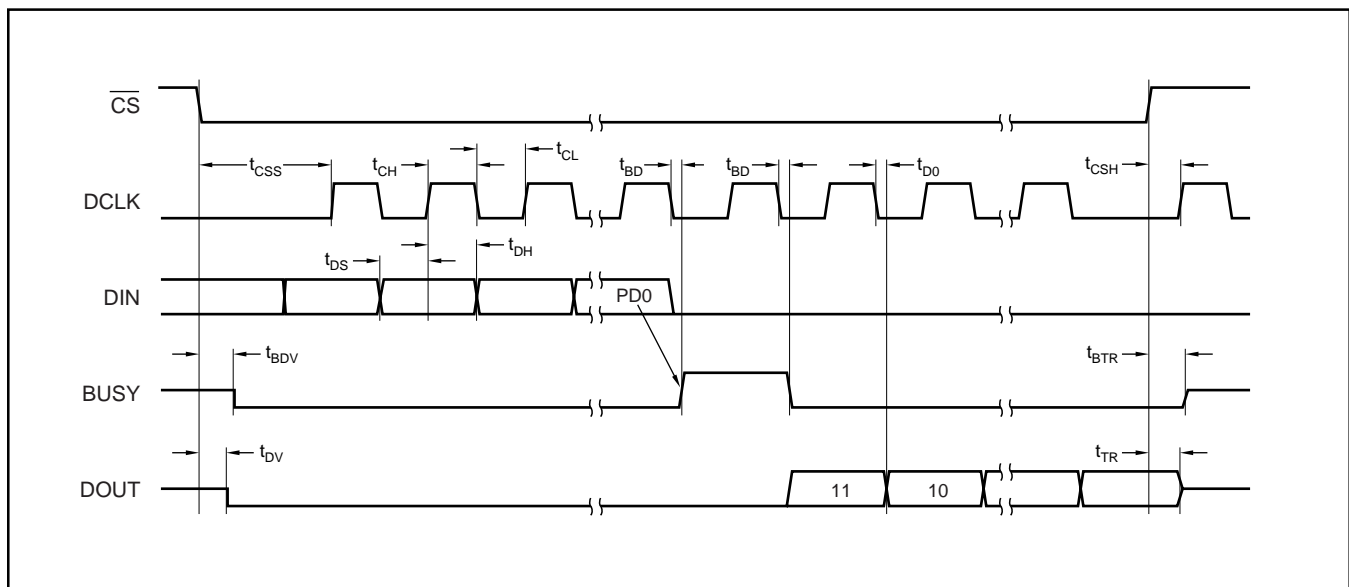 CS
tCSS
tCH
tCL
tBD
tBD
tD0
tCSH
DCLK
tDS
tDH
DIN
PD0
tBDV
tBTR
BUSY
tDV
tTR
DOUT
11
10